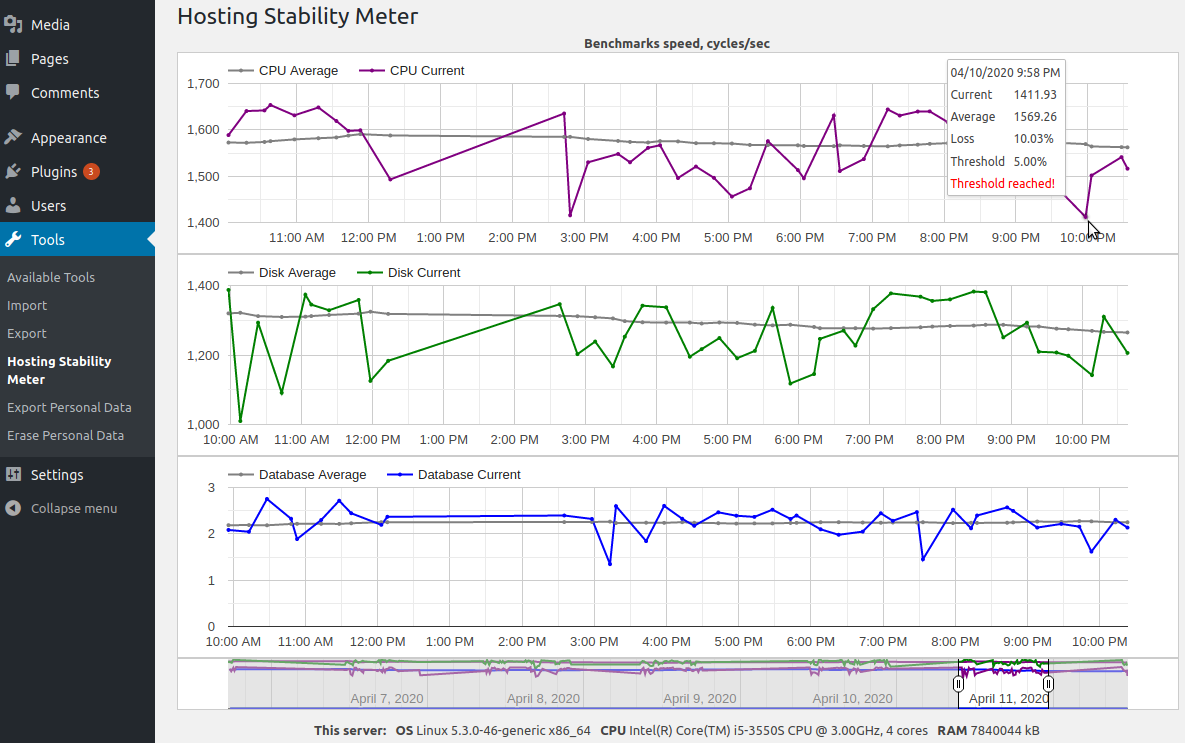 Media
Pages
Comments
Appearance
Plugins 3
Users
Tools
Available Tools
Import
Export
Hosting Stability
Meter
Export Personal Data
Erase Personal Data
Settings
Collapse menu
Hosting Stability Meter
Benchmarks speed, cycles/sec
CPU Average CPU Current
1,700
1,600
1,500
1,400
11:00 AM 12:00 PM 1:00 PM 2:00 PM 3:00 PM 4:00 PM 5:00 PM 6:00 PM 7:00 PM 8:00 PM 9:00 PM 10:00 PM
04/10/2020 9:58 PM
Current 1411.93
Average 1569.26
Loss 10.03%
Threshold 5.00%
Threshold reached!
Disk Average Disk Current
1,400
1,200
1,000
10:00 AM 11:00 AM 12:00 PM 1:00 PM 2:00 PM 3:00 PM 4:00 PM 5:00 PM 6:00 PM 7:00 PM 8:00 PM 9:00 PM 10:00 PM
Database Average Database Current
3
2
1
0
10:00 AM 11:00 AM 12:00 PM 1:00 PM 2:00 PM 3:00 PM 4:00 PM 5:00 PM 6:00 PM 7:00 PM 8:00 PM 9:00 PM 10:00 PM
April 7, 2020 April 8, 2020 April 9, 2020 April 10, 2020 April 11, 2020
This server: OS Linux 5.3.0-46-generic x86_64 CPU Intel(R) Core(TM) i5-3550S CPU @ 3.00GHz, 4 cores RAM 7840044 kB